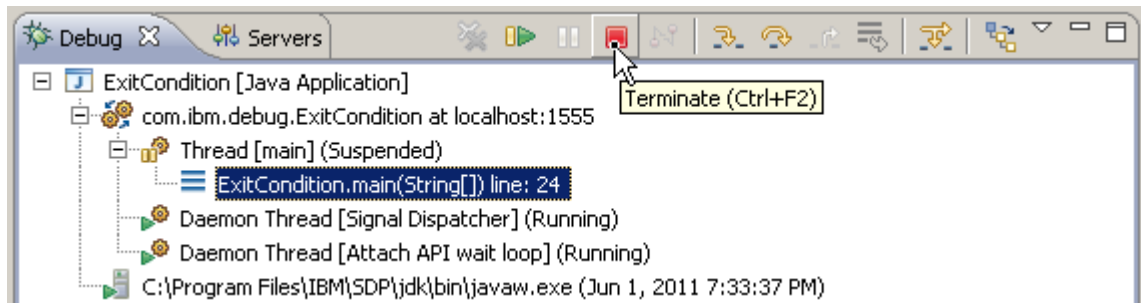 Debug Servers
ExitCondition [Java Application]
Terminate (Ctrl+F2)
com.ibm.debug.ExitCondition at localhost:1555
Thread [main] (Suspended)
ExitCondition.main(String[]) line: 24
Daemon Thread [Signal Dispatcher] (Running)
Daemon Thread [Attach API wait loop] (Running)
C:\Program Files\IBM\SDP\jdk\bin\javaw.exe (Jun 1, 2011 7:33:37 PM)